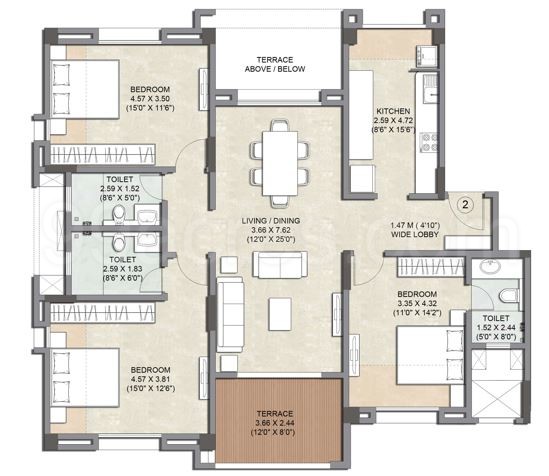 TERRACE
ABOVE / BELOW
BEDROOM
4.57 X 3.50
(15'0" X 11'6")
KITCHEN
2.59 X 4.72
(8'6" X 15'6")
TOILET
2.59 X 1.52
(8'6" X 5'0")
LIVING / DINING
3.66 X 7.62
(12'0" X 25'0")
2
1.47 M ( 4'10")
WIDE LOBBY
TOILET
2.59 X 1.83
(8'6" X 6'0")
BEDROOM
3.35 X 4.32
(11'0" X 14'2")
TOILET
1.52 X 2.44
(5'0" X 8'0")
BEDROOM
4.57 X 3.81
(15'0" X 12'6")
TERRACE
3.66 X 2.44
(12'0" X 8'0")